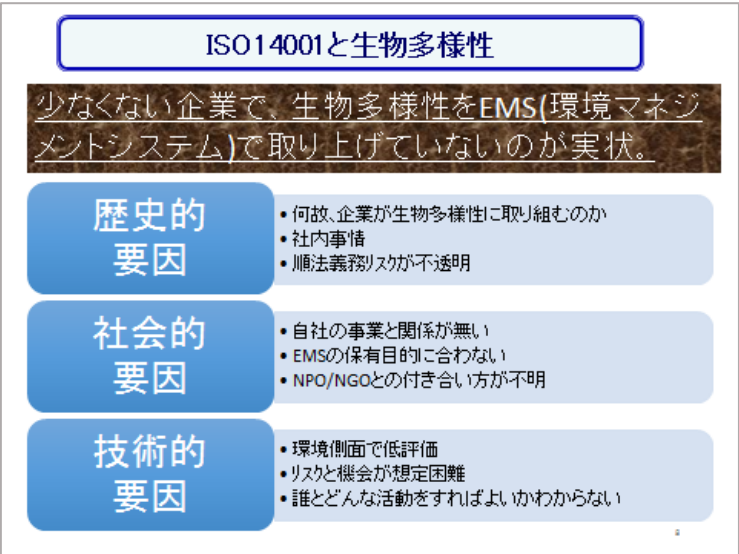 ISO14001と生物多様性
少なくない企業で、生物多様性をEMS(環境マネジ
メントシステム)で取り上げていないのが実状。
歴史的
要因
• 何故、企業が生物多様性に取り組むのか
• 社内事情
• 順法義務リスクが不透明
社会的
要因
• 自社の事業と関係が無い
• EMSの保有目的に合わない
• NPO/NGOとの付き合い方が不明
技術的
要因
• 環境側面で低評価
• リスクと機会が想定困難
• 誰とどんな活動をすればよいかわからない